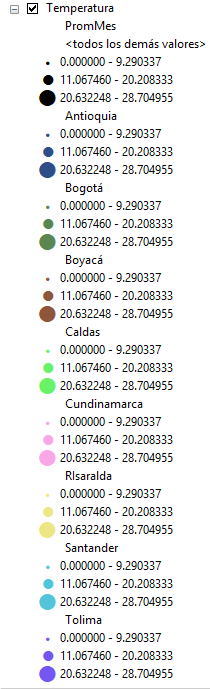 Temperatura
PromMes
<todos los demás valores>
0.000000 - 9.290337
11.067460 - 20.208333
20.632248 - 28.704955
Antioquia
0.000000 - 9.290337
11.067460 - 20.208333
20.632248 - 28.704955
Bogotá
0.000000 - 9.290337
11.067460 - 20.208333
20.632248 - 28.704955
Boyacá
0.000000 - 9.290337
11.067460 - 20.208333
20.632248 - 28.704955
Caldas
0.000000 - 9.290337
11.067460 - 20.208333
20.632248 - 28.704955
Cundinamarca
0.000000 - 9.290337
11.067460 - 20.208333
20.632248 - 28.704955
RIsaralda
0.000000 - 9.290337
11.067460 - 20.208333
20.632248 - 28.704955
Santander
0.000000 - 9.290337
11.067460 - 20.208333
20.632248 - 28.704955
Tolima
0.000000 - 9.290337
11.067460 - 20.208333
20.632248 - 28.704955